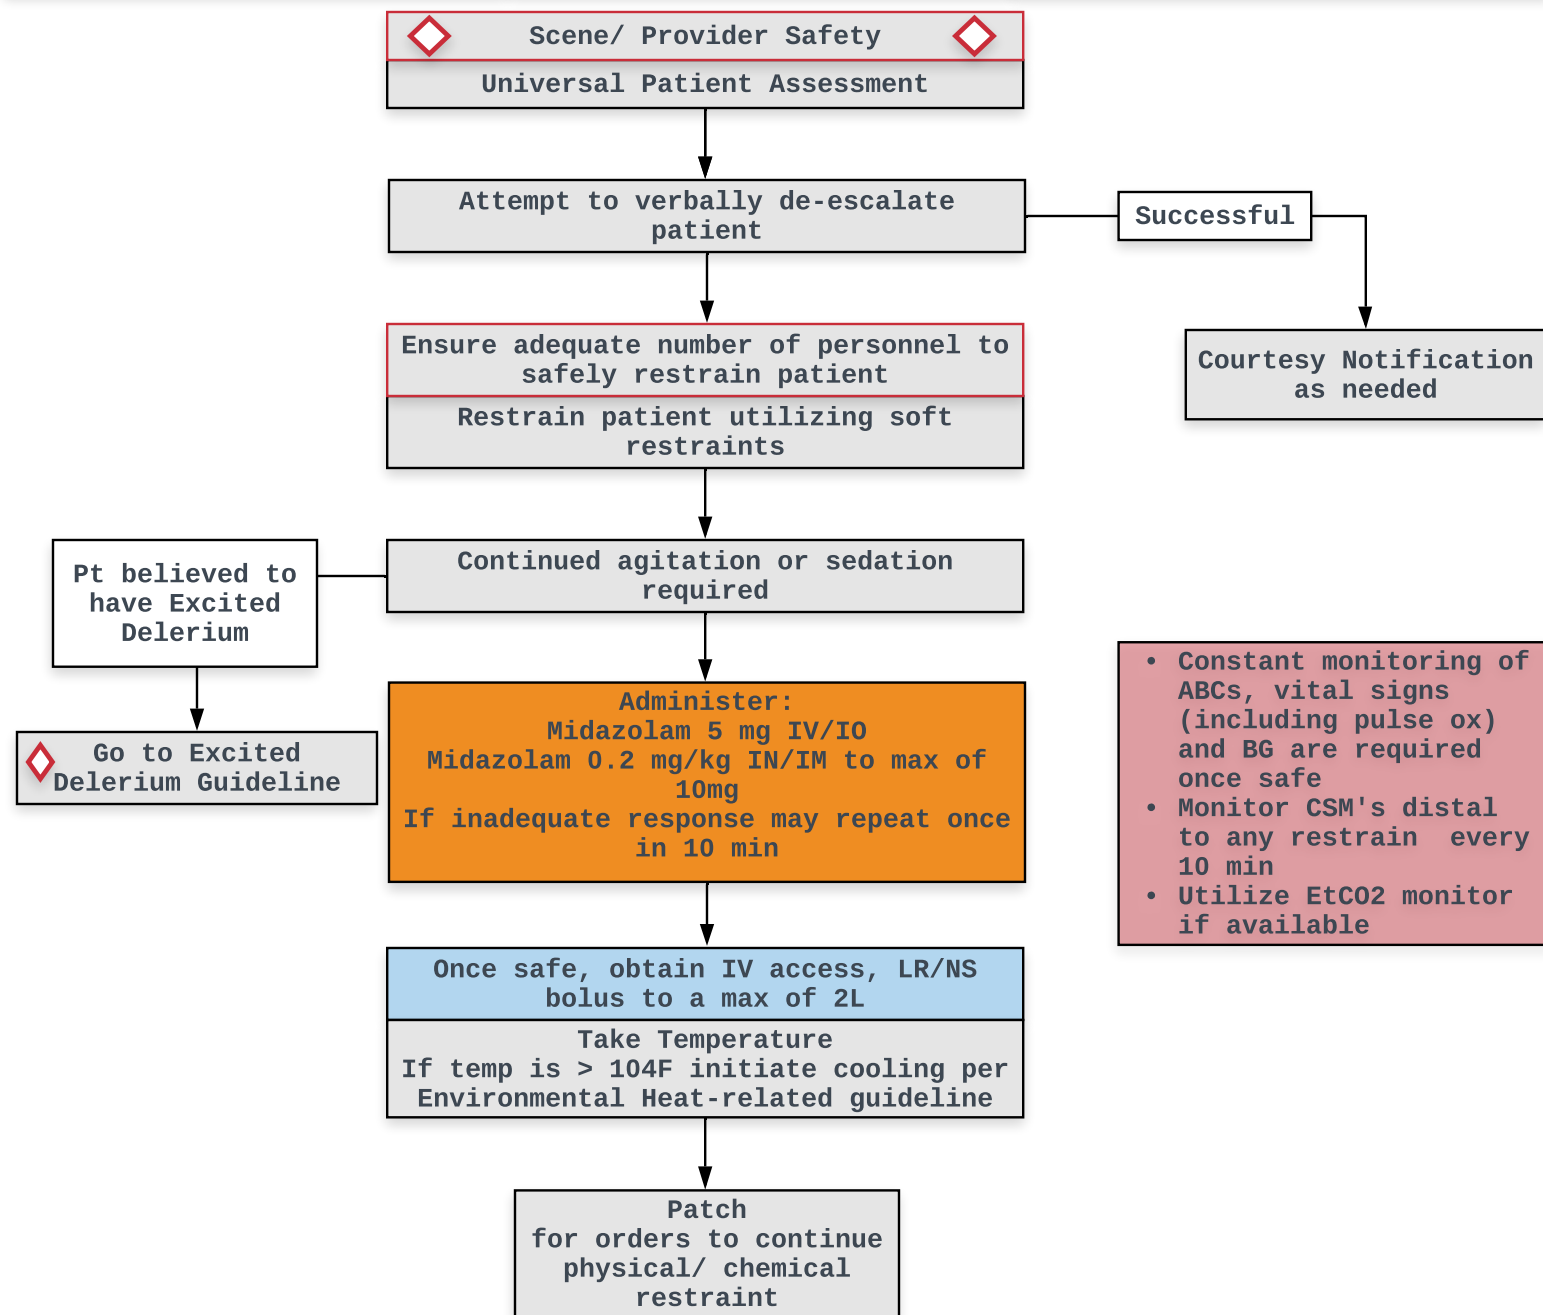 Scene/ Provider Safety
Universal Patient Assessment
Attempt to verbally de-escalate
patient
Successful
Courtesy Notification
as needed
Ensure adequate number of personnel to
safely restrain patient
Restrain patient utilizing soft
restraints
Continued agitation or sedation
required
Pt believed to
have Excited
Delerium
Go to Excited
Delerium Guideline
Administer:
Midazolam 5 mg IV/IO
Midazolam 0.2 mg/kg IN/IM to max of
10mg
If inadequate response may repeat once
in 10 min
• Constant monitoring of
ABCs, vital signs
(including pulse ox)
and BG are required
once safe
• Monitor CSM's distal
to any restrain  every
10 min
• Utilize EtCO2 monitor
if available
Once safe, obtain IV access, LR/NS
bolus to a max of 2L
Take Temperature
If temp is > 104F initiate cooling per
Environmental Heat-related guideline
Patch
for orders to continue
physical/ chemical
restraint